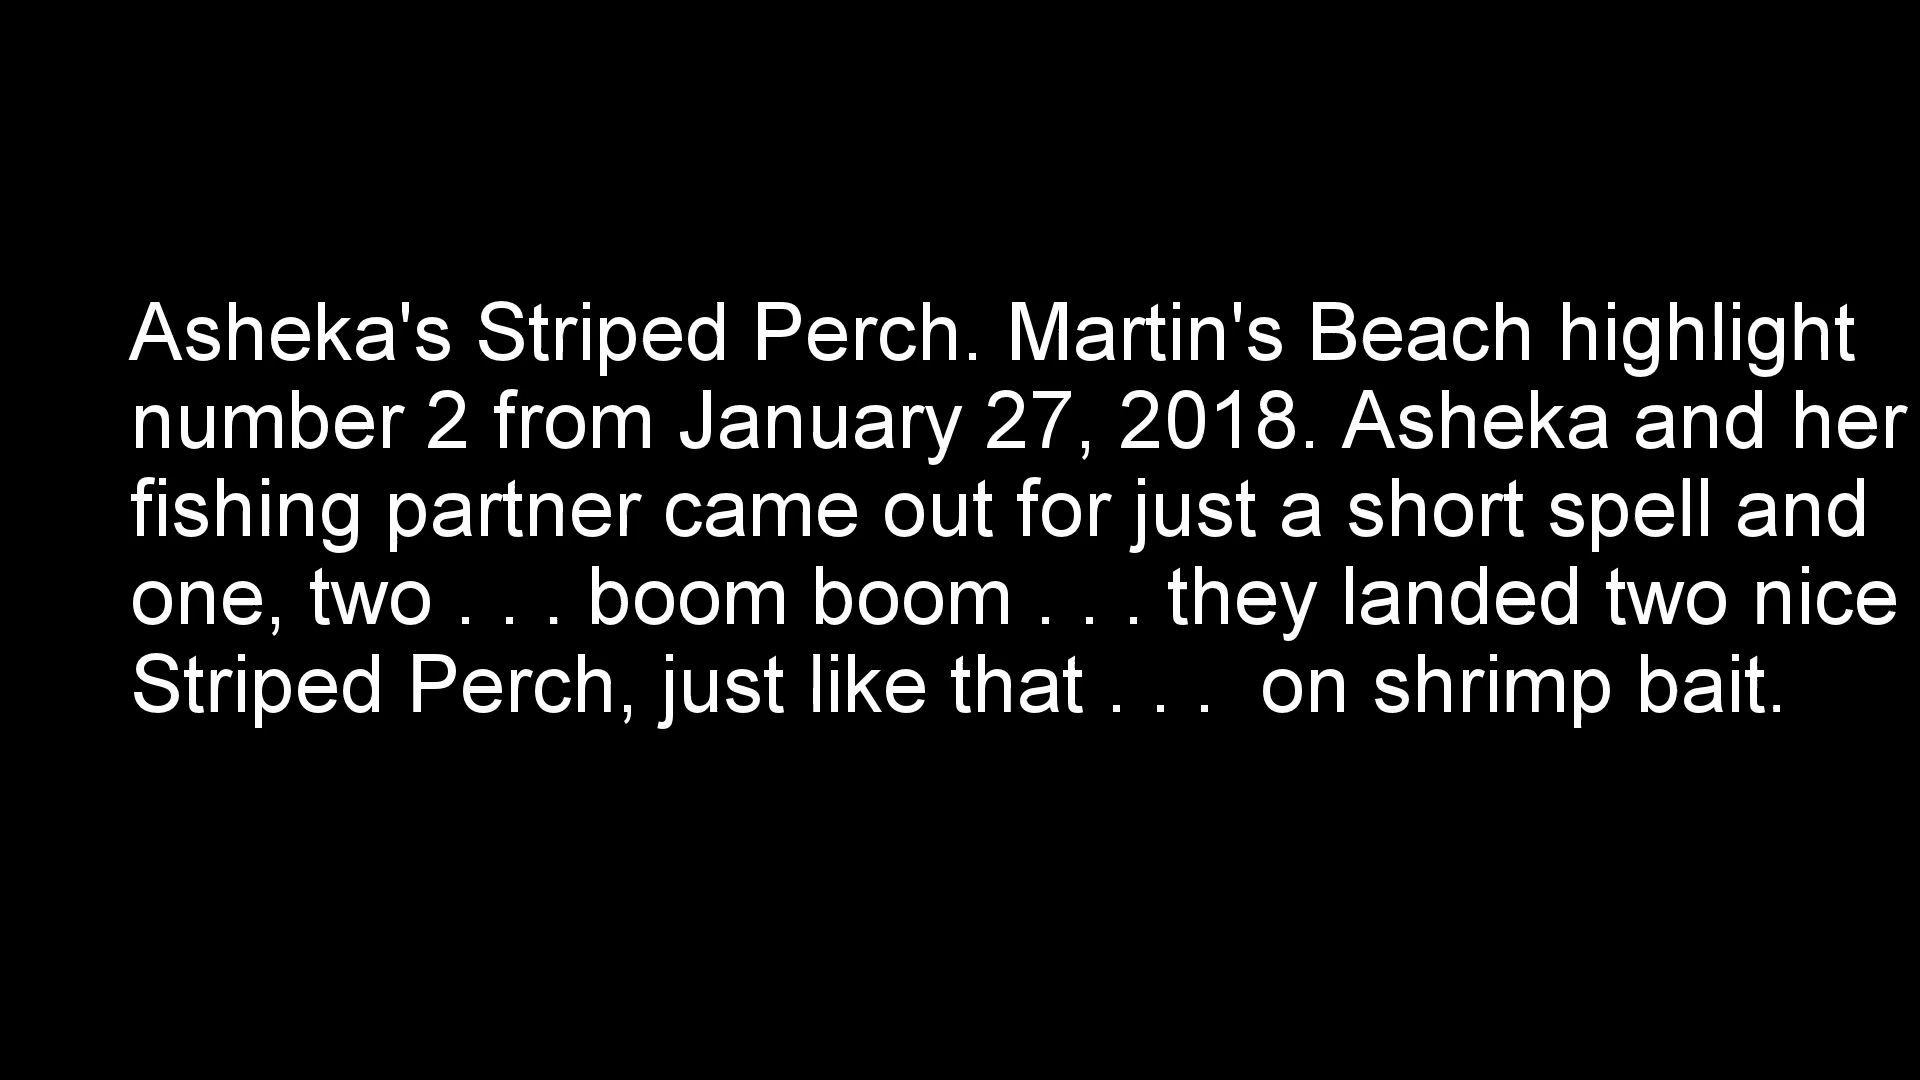 Asheka's Striped Perch. Martin's Beach highlight
number 2 from January 27, 2018. Asheka and her
fishing partner came out for just a short spell and
one, two . . . boom boom . . . they landed two nice
Striped Perch, just like that . . .  on shrimp bait.